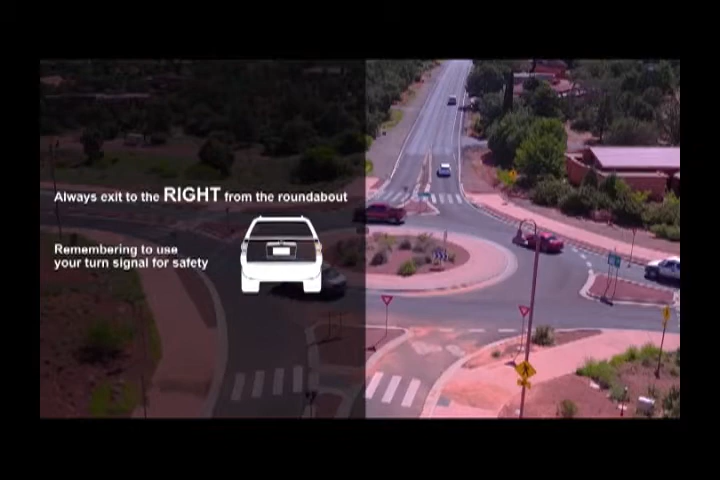 Always exit to the RIGHT from the roundabout
Remembering to use
your turn signal for safety